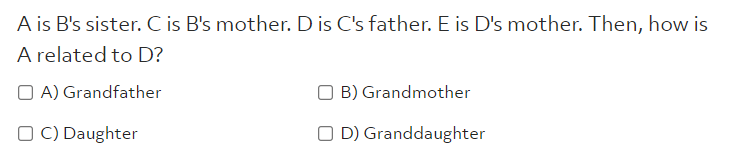 A is B's sister. C is B's mother. D is C's father. E is D's mother. Then, how is
A related to D?
A) Grandfather
B) Grandmother
C) Daughter
D) Granddaughter